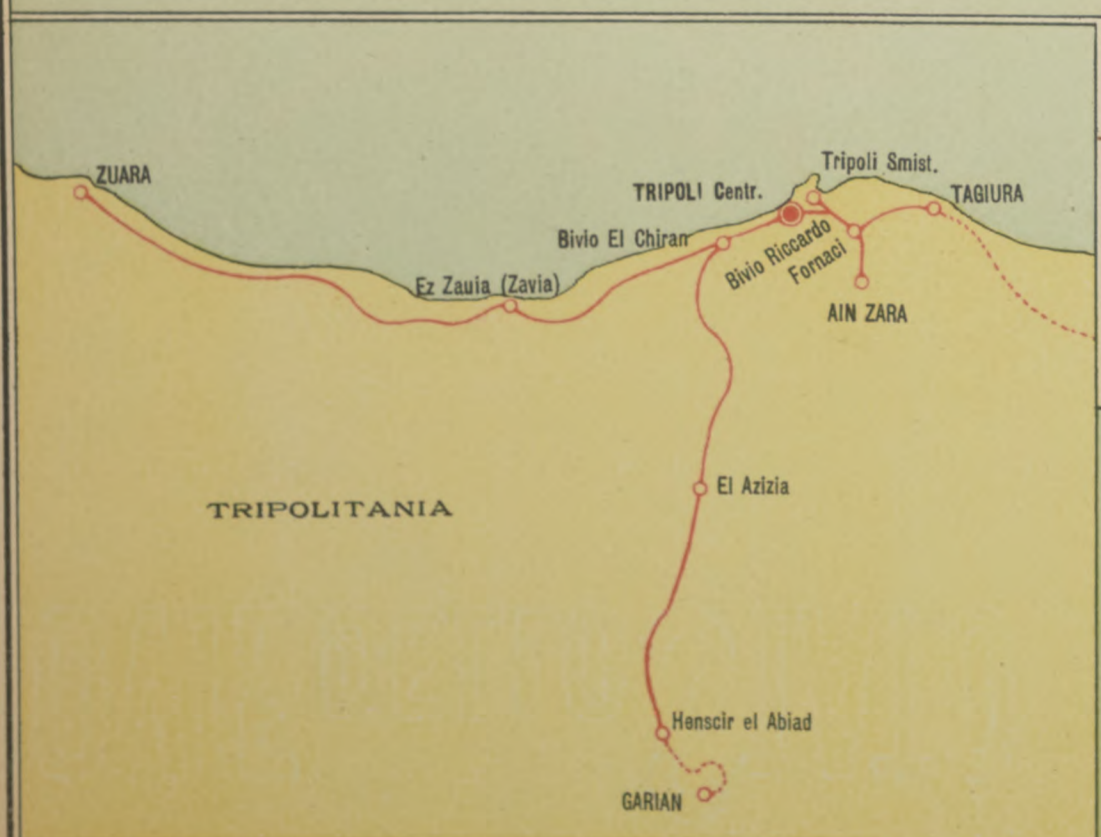 ZUARA
Tripoli Smist.
TRIPOLI Centr.
TAGIURA
Bivio El Chiran
Bivio Riccardo
Fornaci
Ez Zauia (Zavia)
AIN ZARA
El Azizia
TRIPOLITANIA
Henscir el Abiad
GARIAN